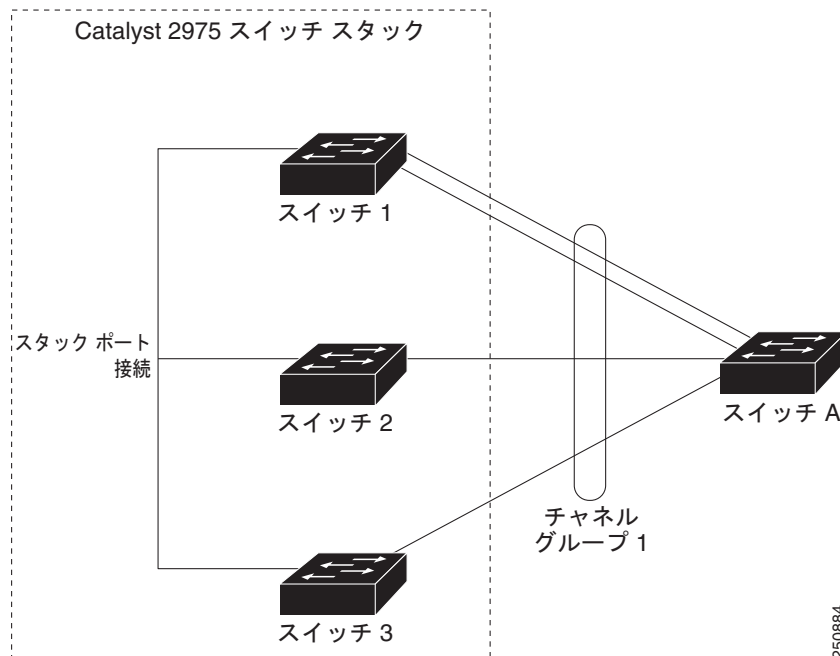 Catalyst 2975 スイッチ スタック
スイッチ 1
スタック ポート
接続
スイッチ 2
スイッチ A
チャネル
グループ 1
スイッチ 3
250884